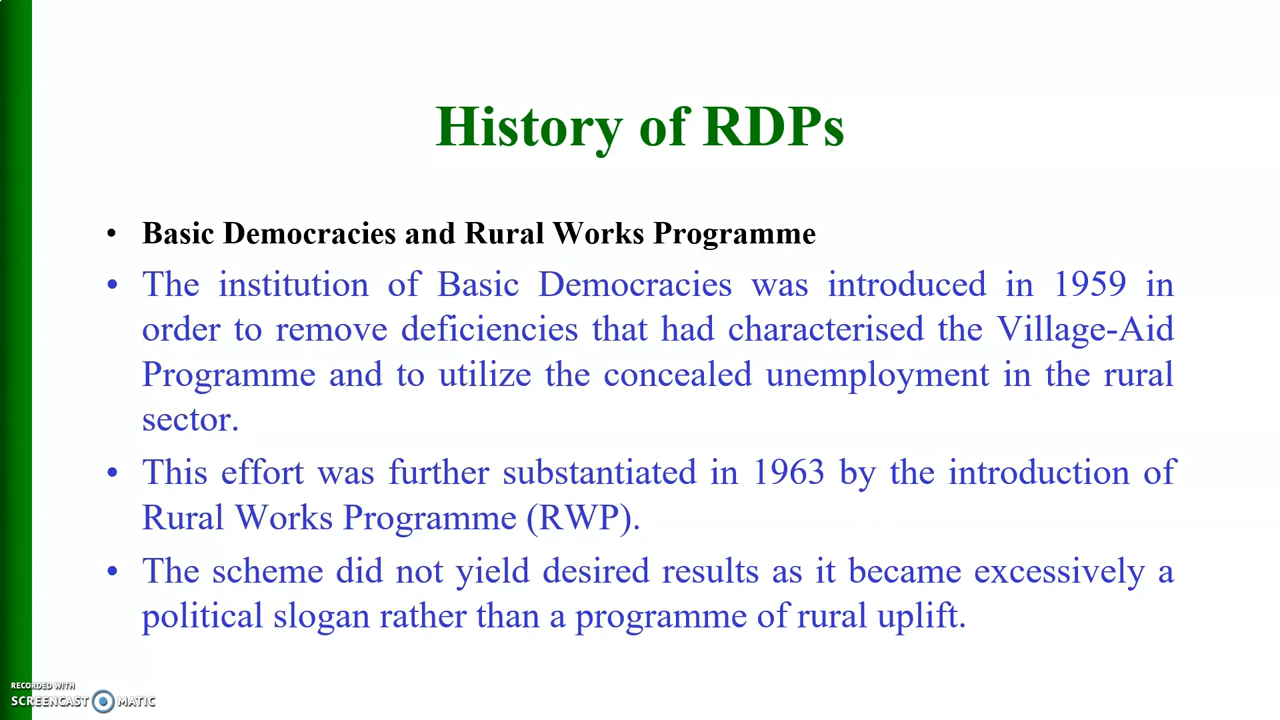 History of RDPs
• Basic Democracies and Rural Works Programme
• The institution of Basic Democracies was introduced in 1959 in
order to remove deficiencies that had characterised the Village-Aid
Programme and to utilize the concealed unemployment in the rural
sector.
• This effort was further substantiated in 1963 by the introduction of
Rural Works Programme (RWP).
• The scheme did not yield desired results as it became excessively a
political slogan rather than a programme of rural uplift.
RECORDED WITH
SCREENCAST MATIC